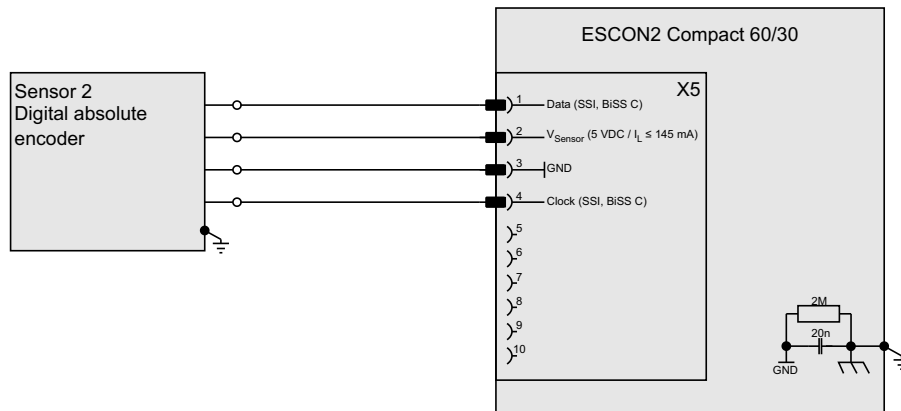 ESCON2 Compact 60/30
Sensor 2
Digital absolute
encoder
X5
1
Data (SSI, BiSS C)
2
VSensor (5 VDC / IL ≤ 145 mA)
3
GND
4
Clock (SSI, BiSS C)
5
6
7
8
9
10
2M
20n
GND